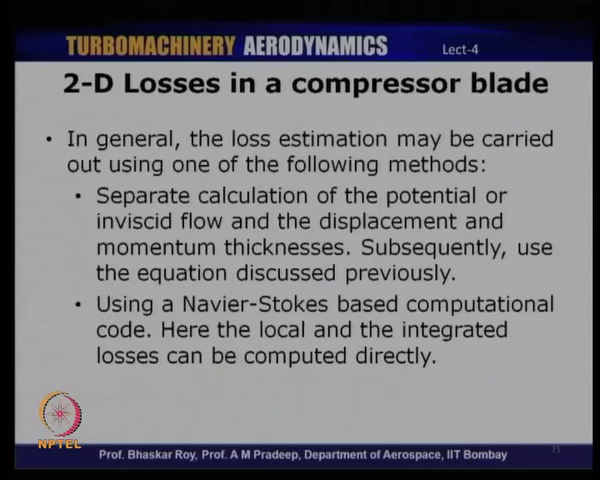 TURBOMACHINERY AERODYNAMICS Lect-4
2-D Losses in a compressor blade
• In general, the loss estimation may be carried
out using one of the following methods:
• Separate calculation of the potential or
inviscid flow and the displacement and
momentum thicknesses. Subsequently, use
the equation discussed previously.
• Using a Navier-Stokes based computational
code. Here the local and the integrated
losses can be computed directly.
NPTEL
Prof. Bhaskar Roy, Prof. A M Pradeep, Department of Aerospace, IIT Bombay